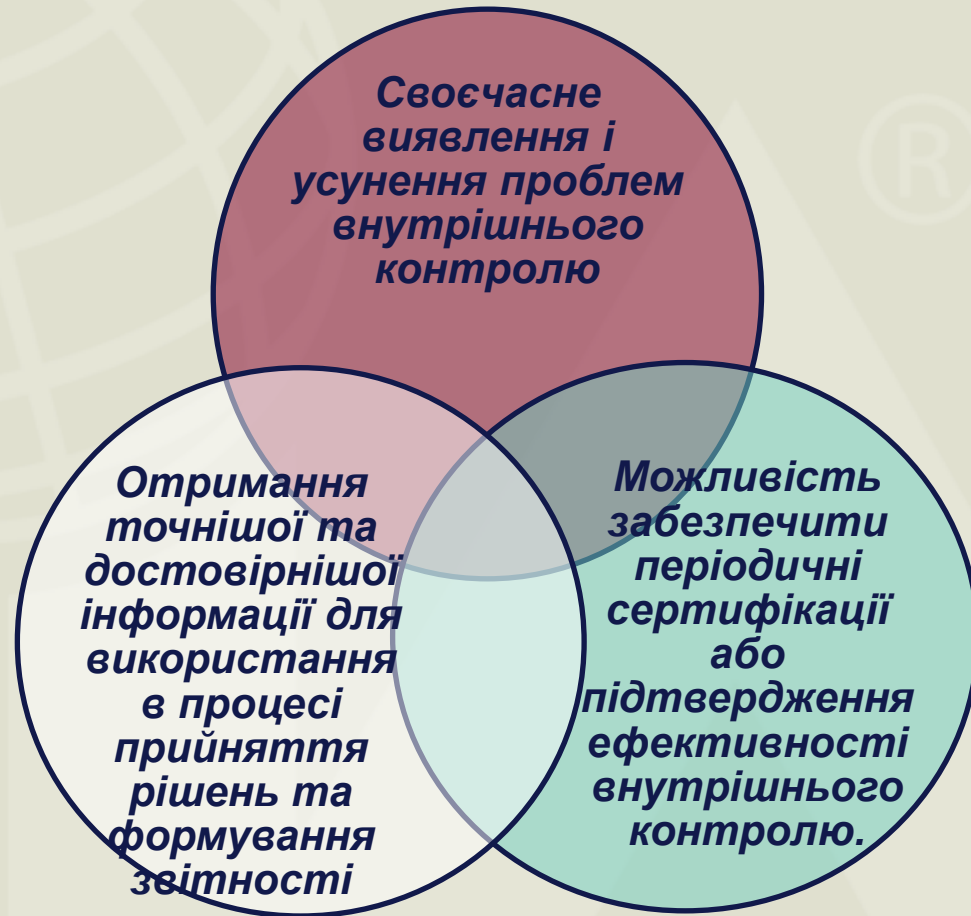 Своєчасне
виявлення і
усунення проблем
внутрішнього
контролю
Отримання
точнішої та
достовірнішої
інформації для
використання
в процесі
прийняття
рішень та
формування
звітності
Можливість
забезпечити
періодичні
сертифікації
або
підтвердження
ефективності
внутрішнього
контролю.
®